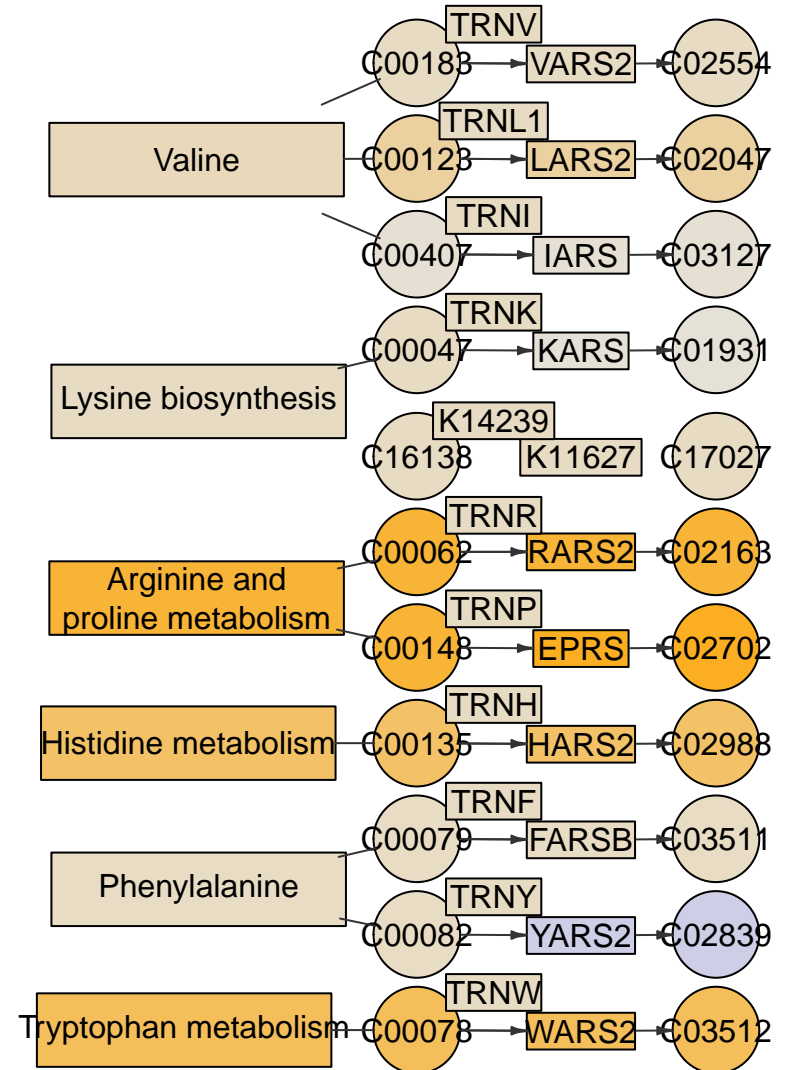 TRNV
C00183
VARS2
C02554
TRNL1
Valine
C00123
LARS2
C02047
TRNI
C00407
IARS
C03127
TRNK
C00047
KARS
C01931
Lysine biosynthesis
K14239
C16138
K11627
C17027
TRNR
C00062
RARS2
C02163
Arginine and
proline metabolism
TRNP
C00148
EPRS
C02702
TRNH
Histidine metabolism
C00135
HARS2
C02988
TRNF
C00079
FARSB
C03511
Phenylalanine
TRNY
C00082
YARS2
C02839
TRNW
Tryptophan metabolism
C00078
WARS2
C03512